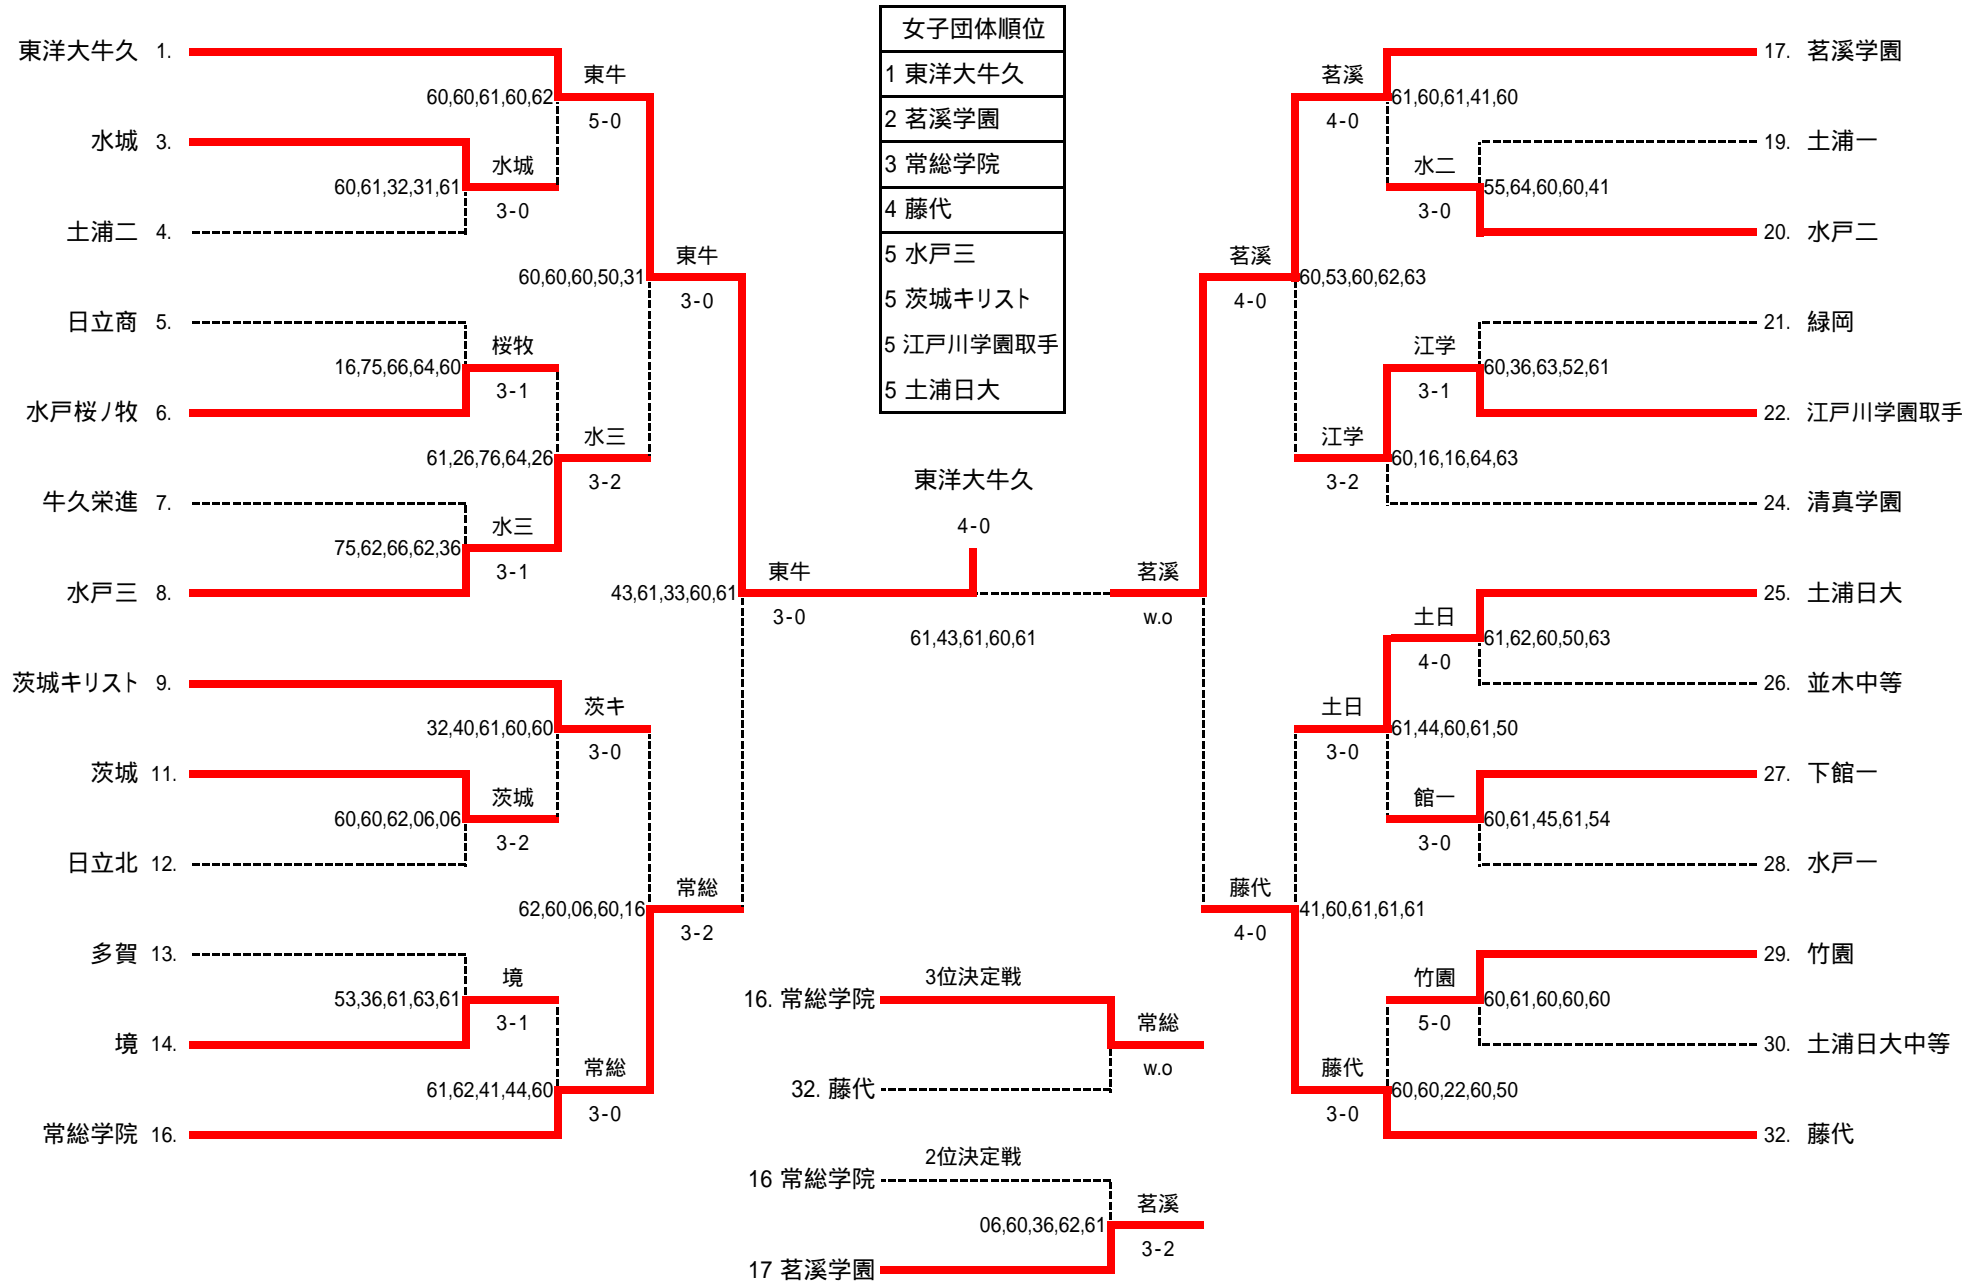 女子団体順位
1 東洋大牛久
2 茗溪学園
3 常総学院
4 藤代
5 水戸三
5 茨城キリスト
5 江戸川学園取手
5 土浦日大
東洋大牛久 1.
東牛
60,60,61,60,62
5-0
水城 3.
水城
60,61,32,31,61
3-0
土浦二 4.
東牛
60,60,60,50,31
3-0
日立商 5.
桜牧
16,75,66,64,60
3-1
水戸桜ノ牧 6.
水三
61,26,76,64,26
3-2
牛久栄進 7.
水三
75,62,66,62,36
3-1
水戸三 8.
東牛
43,61,33,60,61
3-0
茨城キリスト 9.
茨キ
32,40,61,60,60
3-0
茨城 11.
茨城
60,60,62,06,06
3-2
日立北 12.
常総
62,60,06,60,16
3-2
多賀 13.
境
53,36,61,63,61
3-1
境 14.
常総
61,62,41,44,60
3-0
常総学院 16.
東洋大牛久
4-0
61,43,61,60,61
17. 茗溪学園
茗溪
61,60,61,41,60
4-0
19. 土浦一
水二
55,64,60,60,41
3-0
20. 水戸二
茗溪
60,53,60,62,63
4-0
21. 緑岡
江学
60,36,63,52,61
3-1
22. 江戸川学園取手
江学
60,16,16,64,63
3-2
24. 清真学園
茗溪
w.o
25. 土浦日大
土日
61,62,60,50,63
4-0
26. 並木中等
土日
61,44,60,61,50
3-0
27. 下館一
館一
60,61,45,61,54
3-0
28. 水戸一
藤代
41,60,61,61,61
4-0
29. 竹園
竹園
60,61,60,60,60
5-0
30. 土浦日大中等
藤代
60,60,22,60,50
3-0
32. 藤代
3位決定戦
16. 常総学院
常総
w.o
32. 藤代
2位決定戦
16 常総学院
茗溪
06,60,36,62,61
3-2
17 茗溪学園